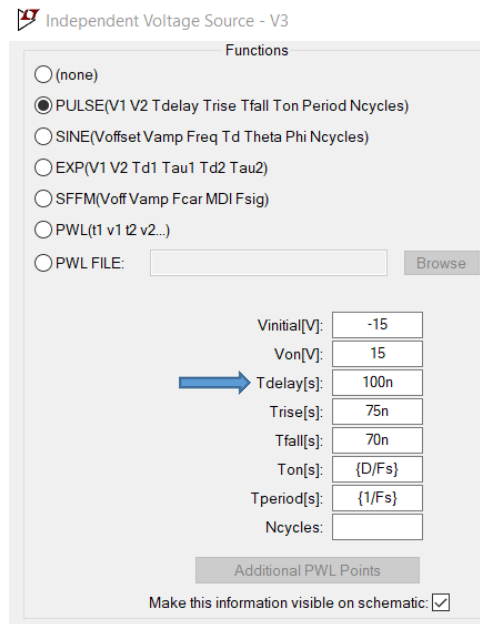 Independent Voltage Source - V3
Functions
(none)
PULSE(V1 V2 Tdelay Trise Tfall Ton Period Ncycles)
SINE(Voffset Vamp Freq Td Theta Phi Ncycles)
EXP(V1 V2 Td1 Tau1 Td2 Tau2)
SFFM(Voff Vamp Fcar MDI Fsig)
PWL(t1 v1 t2 v2...)
PWL FILE: Browse
Vinitial[V]: -15
Von[V]: 15
Tdelay[s]: 100n
Trise[s]: 75n
Tfall[s]: 70n
Ton[s]: {D/Fs}
Tperiod[s]: {1/Fs}
Ncycles:
Additional PWL Points
Make this information visible on schematic: